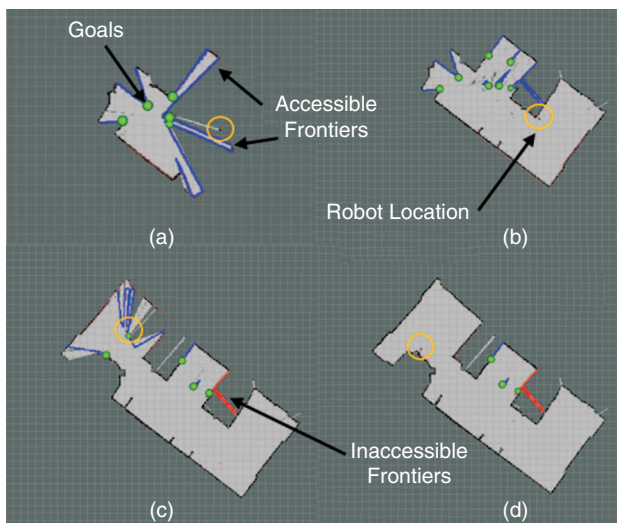 Goals
Accessible
Frontiers
Robot Location
(a)
(b)
Inaccessible
Frontiers
(c)
(d)